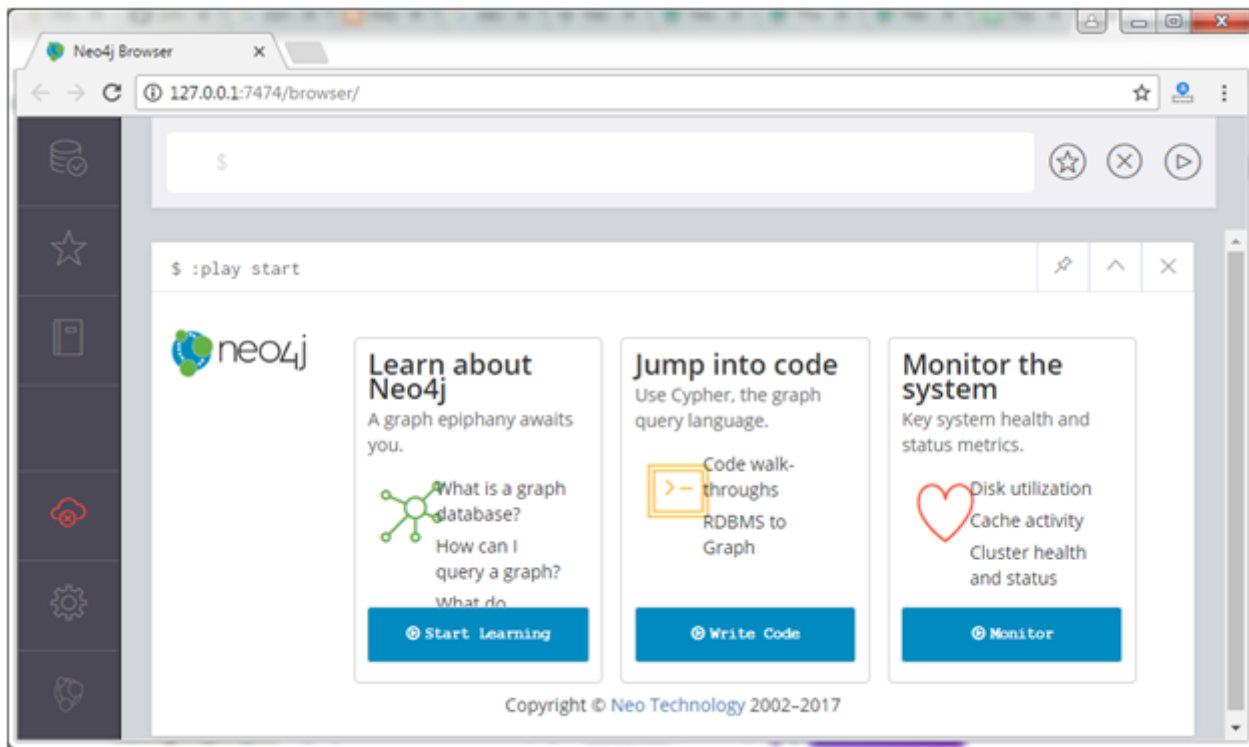 Neo4j Browser
127.0.0.1:7474/browser/
$
$ :play start
neo4j
Learn about
Neo4j
A graph epiphany awaits
you.
What is a graph
database?
How can I
query a graph?
What do
Start Learning
Jump into code
Use Cypher, the graph
query language.
Code walk-
throughs
RDBMS to
Graph
Write Code
Monitor the
system
Key system health and
status metrics.
Disk utilization
Cache activity
Cluster health
and status
Monitor
Copyright © Neo Technology 2002–2017